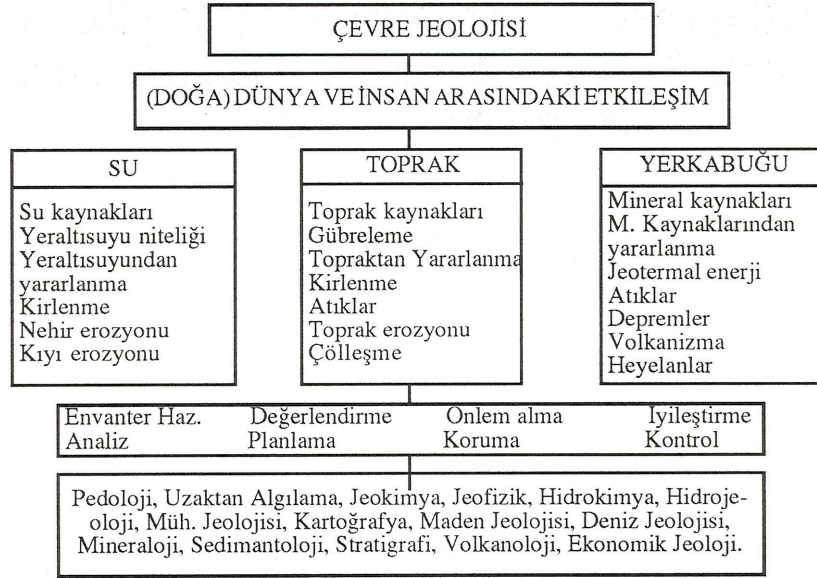 ÇEVRE JEOLOJİSİ
(DOĞA) DÜNYA VE İNSAN ARASINDAKİ ETKİLEŞİM
SU
Su kaynakları
Yeraltısuyu niteliği
Yeraltısuyundan
yararlanma
Kirlenme
Nehir erozyonu
Kıyı erozyonu
TOPRAK
Toprak kaynakları
Gübreleme
Topraktan Yararlanma
Kirlenme
Atıklar
Toprak erozyonu
Çölleşme
YERKABUĞU
Mineral kaynakları
M. Kaynaklarından
yararlanma
Jeotermal enerji
Atıklar
Depremler
Volkanizma
Heyelanlar
Envanter Haz. Değerlendirme Önlem alma İyileştirme
Analiz Planlama Koruma Kontrol
Pedoloji, Uzaktan Algılama, Jeokimya, Jeofizik, Hidrokimya, Hidroje-
oloji, Müh. Jeolojisi, Kartoğrafya, Maden Jeolojisi, Deniz Jeolojisi,
Mineraloji, Sedimantoloji, Stratigrafi, Volkanoloji, Ekonomik Jeoloji.